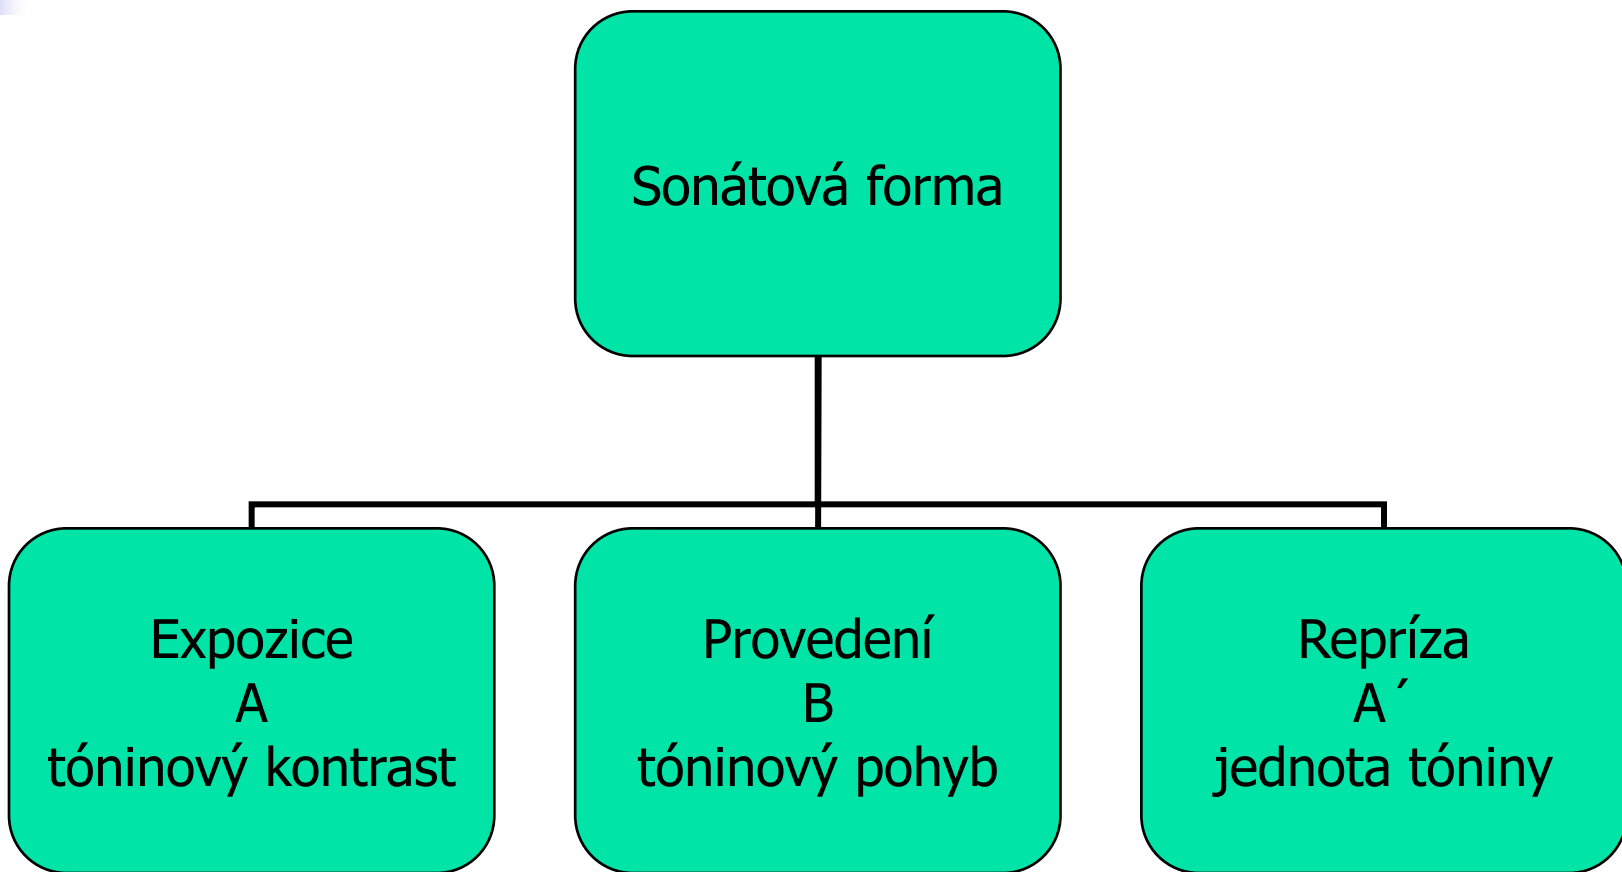 Sonátová forma
Expozice
A
tóninový kontrast
Provedení
B
tóninový pohyb
Repríza
A´
jednota tóniny